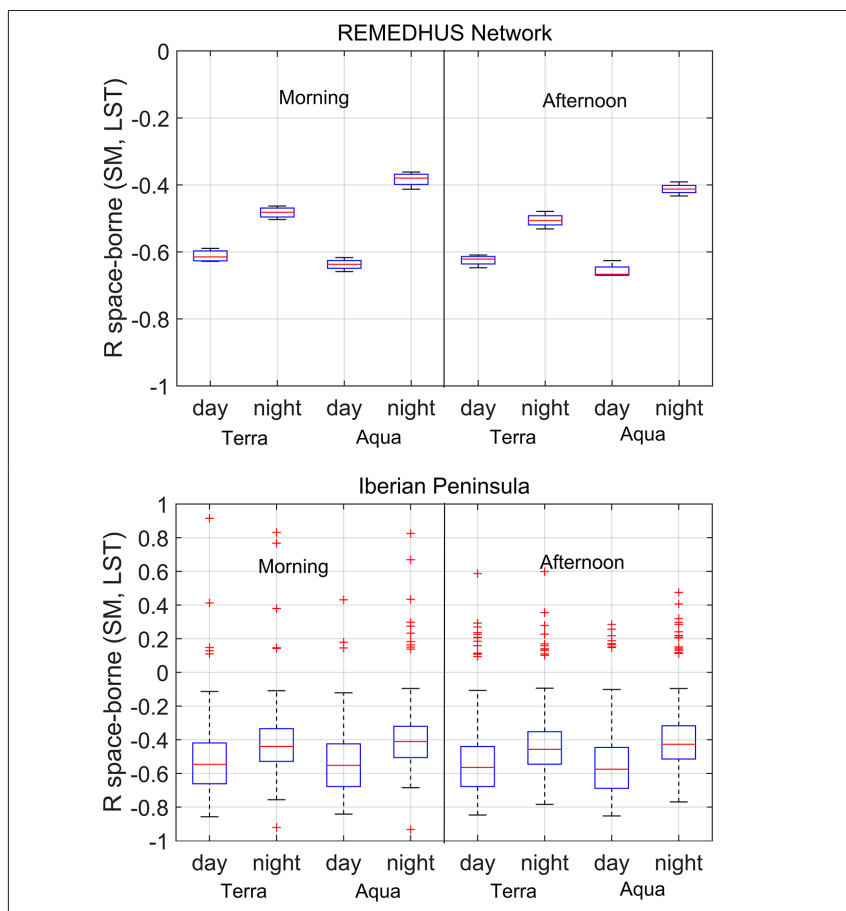 REMEDHUS Network
R space-borne (SM, LST)
0
-0.2
-0.4
-0.6
-0.8
-1
Morning
Afternoon
day night day night day night day night
Terra Aqua Terra Aqua
Iberian Peninsula
R space-borne (SM, LST)
1
0.8
0.6
0.4
0.2
0
-0.2
-0.4
-0.6
-0.8
-1
Morning
Afternoon
day night day night day night day night
Terra Aqua Terra Aqua